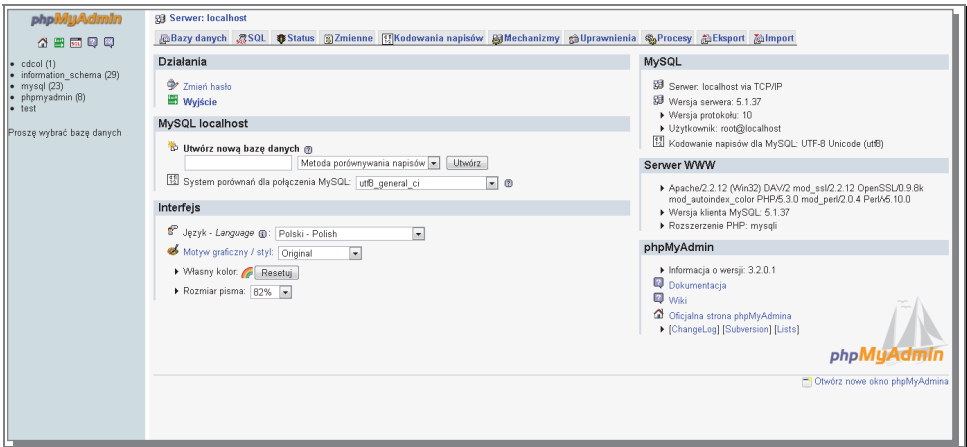 phpMyAdmin
cdcol (1)
information_schema (29)
mysql (23)
phpmyadmin (8)
test
Proszę wybrać bazę danych
Serwer: localhost
Bazy danych SQL Status Zmienne Kodowania napisów Mechanizmy Uprawnienia Procesy Eksport Import
Działania
Zmień hasło
Wyjście
MySQL localhost
Utwórz nową bazę danych
Metoda porównywania napisów Utwórz
System porównań dla połączenia MySQL: utf8_general_ci
Interfejs
Język - Language : Polski - Polish
Motyw graficzny / styl: Original
Własny kolor: Resetuj
Rozmiar pisma: 82%
MySQL
Serwer: localhost via TCP/IP
Wersja serwera: 5.1.37
Wersja protokołu: 10
Użytkownik: root@localhost
Kodowanie napisów dla MySQL: UTF-8 Unicode (utf8)
Serwer WWW
Apache/2.2.12 (Win32) DAV/2 mod_ssl/2.2.12 OpenSSL/0.9.8k
mod_autoindex_color PHP/5.3.0 mod_perl/2.0.4 Perl/v5.10.0
Wersja klienta MySQL: 5.1.37
Rozszerzenie PHP: mysqli
phpMyAdmin
Informacja o wersji: 3.2.0.1
Dokumentacja
Wiki
Oficjalna strona phpMyAdmina
[ChangeLog] [Subversion] [Lists]
phpMyAdmin
Otwórz nowe okno phpMyAdmina